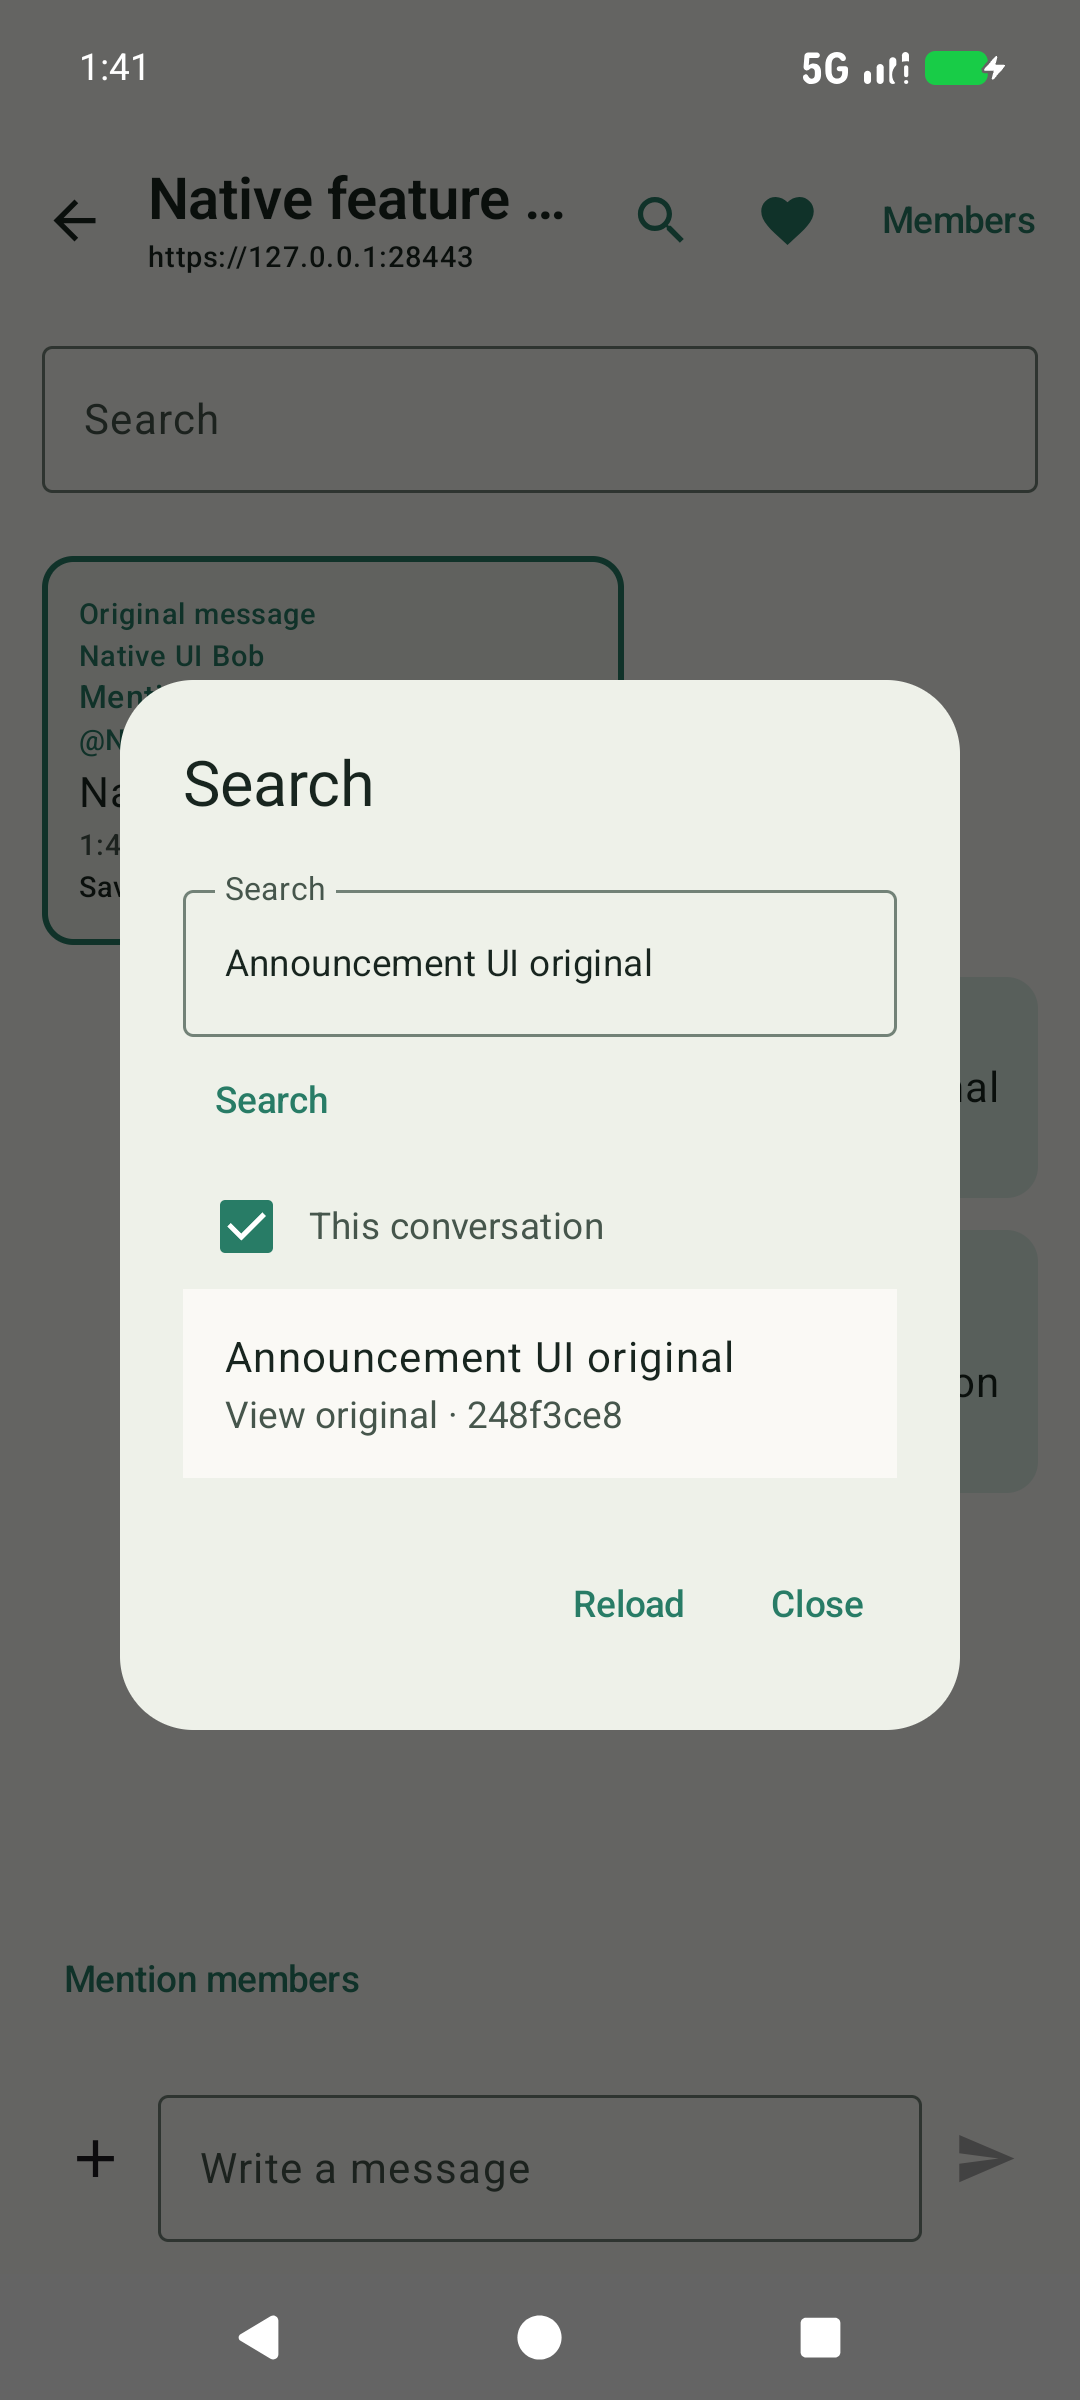 1:41
5G
Native feature ...
https://127.0.0.1:28443
Members
Search
Original message
Native UI Bob
Search
Search
Announcement UI original
Search
This conversation
Announcement UI original
View original · 248f3ce8
Reload
Close
Mention members
Write a message